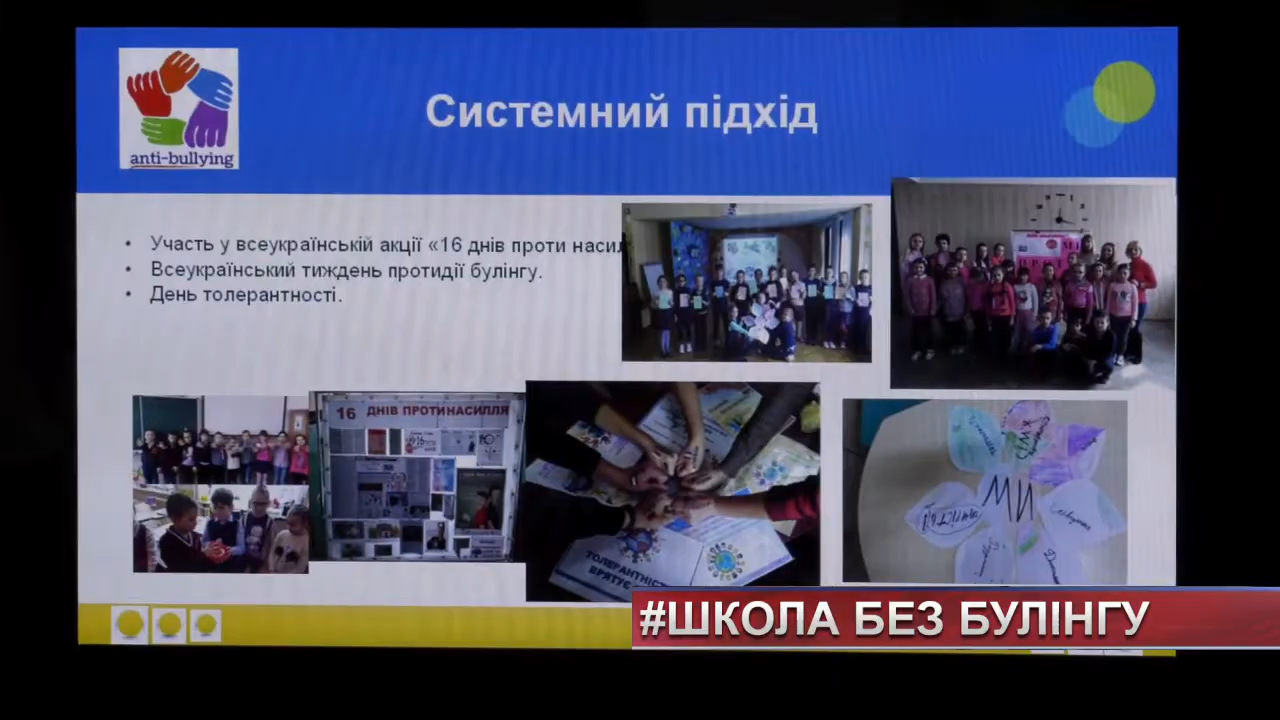 anti-bullying
Системний підхід
• Участь у всеукраїнській акції «16 днів проти насил
• Всеукраїнський тиждень протидії булінгу.
• День толерантності.
16 ДНІВ ПРОТИНАСИЛЛЯ
ТОЛЕРАНТНІСТЬ
ВРЯТУЄ
МИ
#ШКОЛА БЕЗ БУЛІНГУ